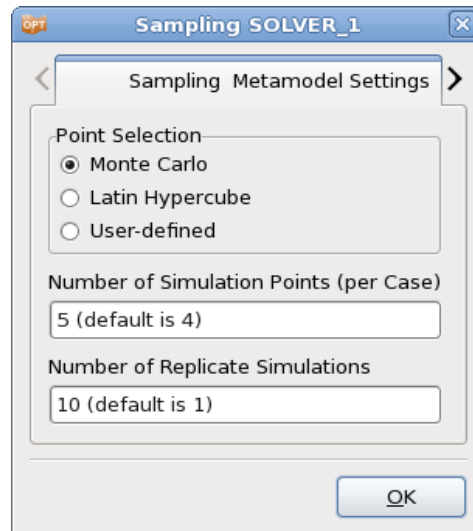 OPT
Sampling SOLVER_1
Sampling Metamodel Settings
Point Selection
Monte Carlo
Latin Hypercube
User-defined
Number of Simulation Points (per Case)
5 (default is 4)
Number of Replicate Simulations
10 (default is 1)
OK